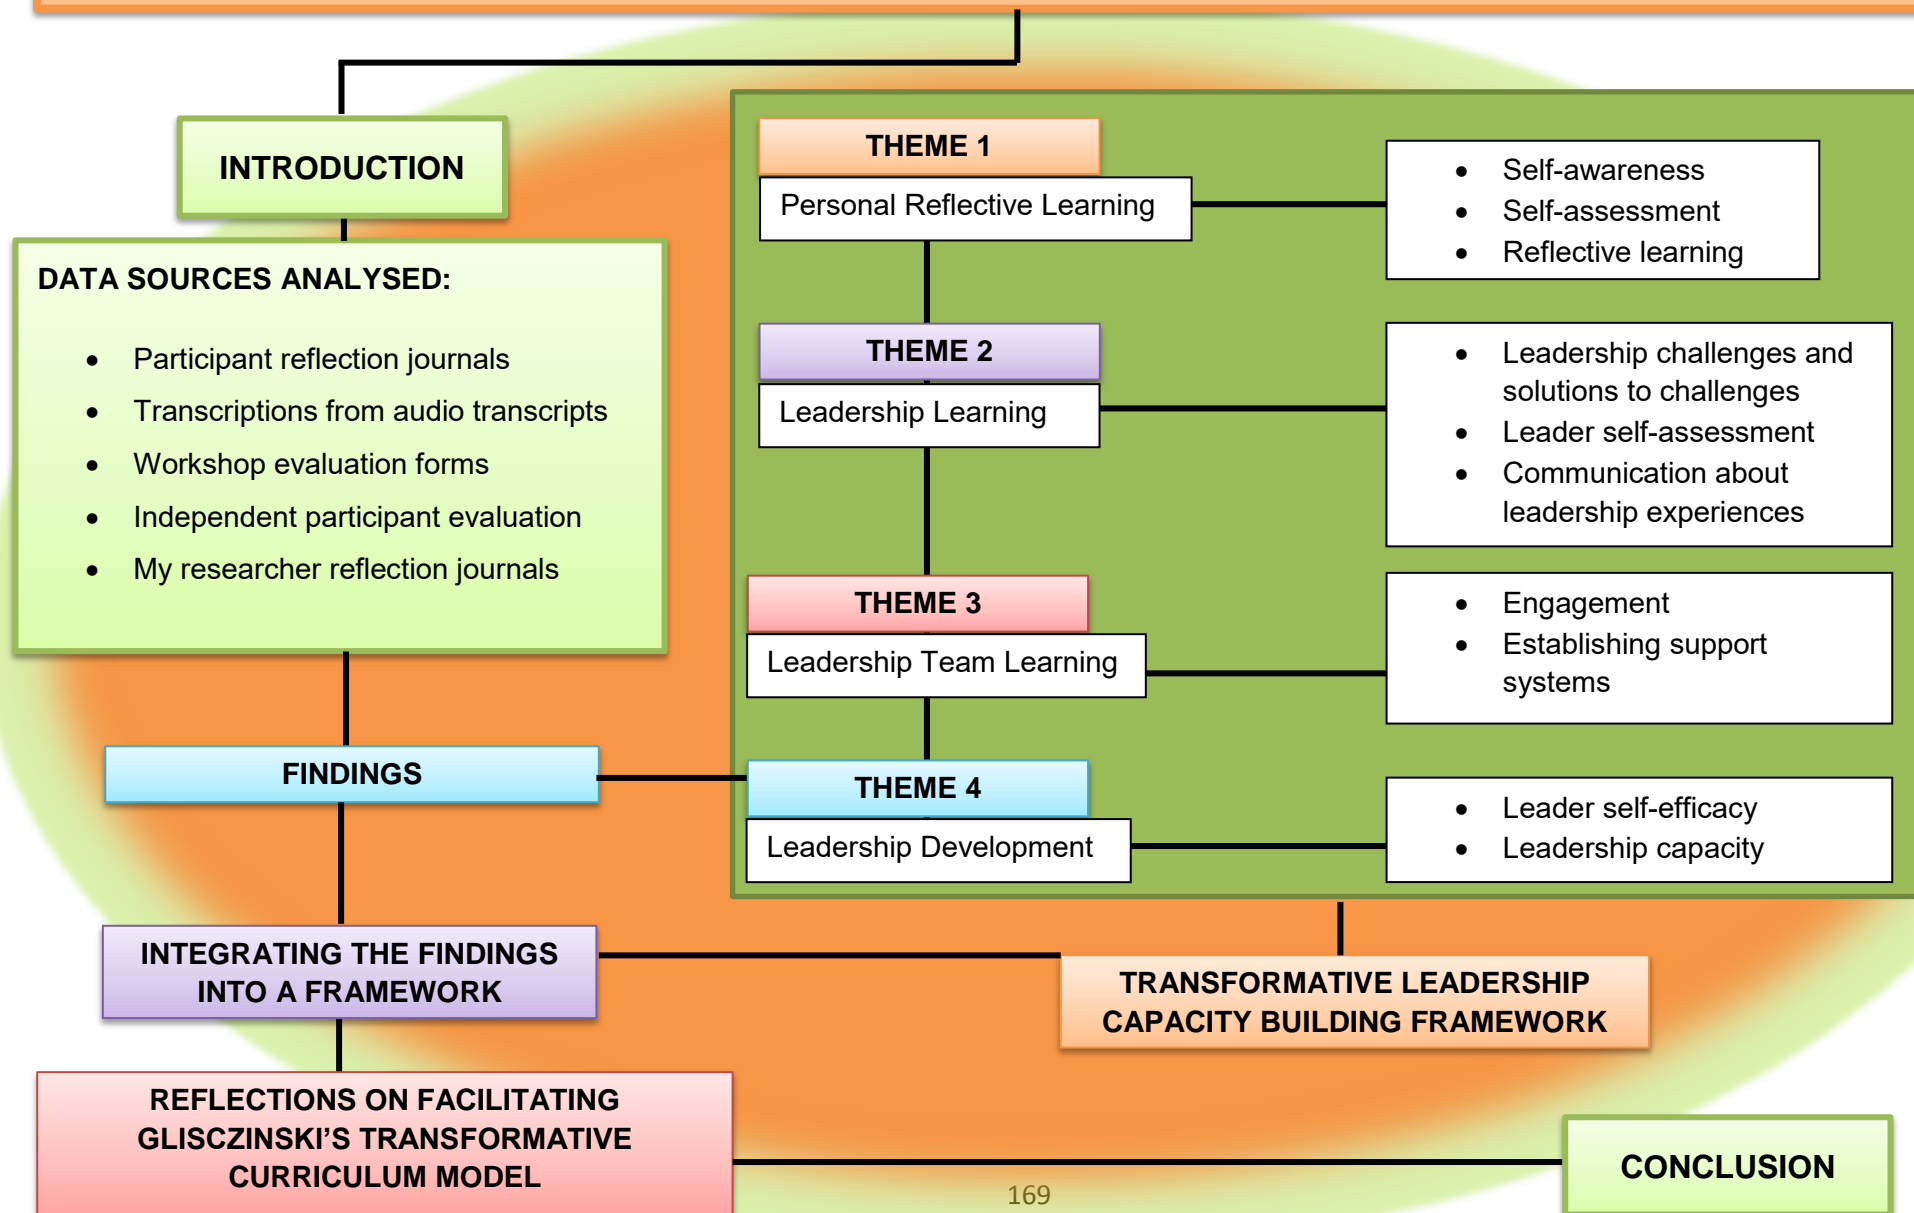 INTRODUCTION
DATA SOURCES ANALYSED:
• Participant reflection journals
• Transcriptions from audio transcripts
• Workshop evaluation forms
• Independent participant evaluation
• My researcher reflection journals
FINDINGS
THEME 1
Personal Reflective Learning
• Self-awareness
• Self-assessment
• Reflective learning
THEME 2
Leadership Learning
• Leadership challenges and
solutions to challenges
• Leader self-assessment
• Communication about
leadership experiences
THEME 3
Leadership Team Learning
• Engagement
• Establishing support
systems
THEME 4
Leadership Development
• Leader self-efficacy
• Leadership capacity
INTEGRATING THE FINDINGS
INTO A FRAMEWORK
TRANSFORMATIVE LEADERSHIP
CAPACITY BUILDING FRAMEWORK
REFLECTIONS ON FACILITATING
GLISCZINSKI’S TRANSFORMATIVE
CURRICULUM MODEL
CONCLUSION
169